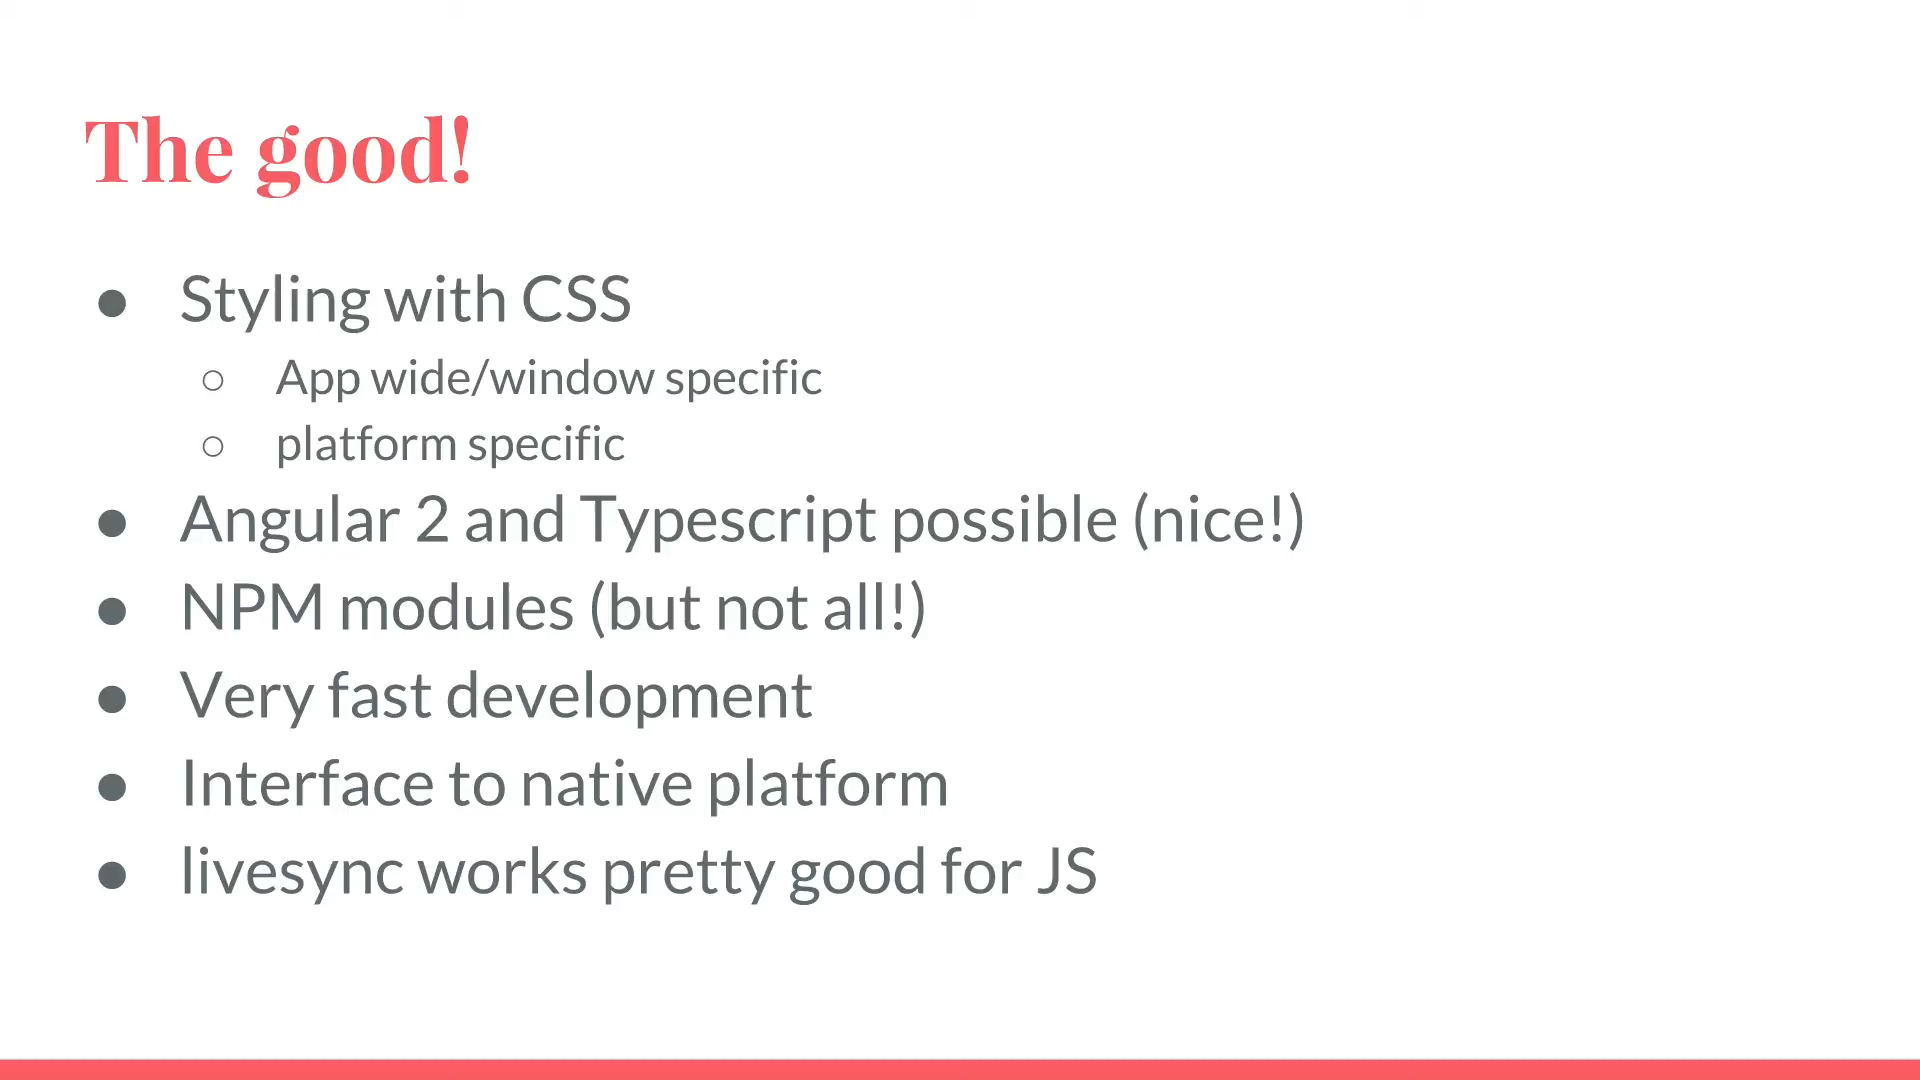 The good!
● Styling with CSS
○ App wide/window specific
○ platform specific
● Angular 2 and Typescript possible (nice!)
● NPM modules (but not all!)
● Very fast development
● Interface to native platform
● livesync works pretty good for JS